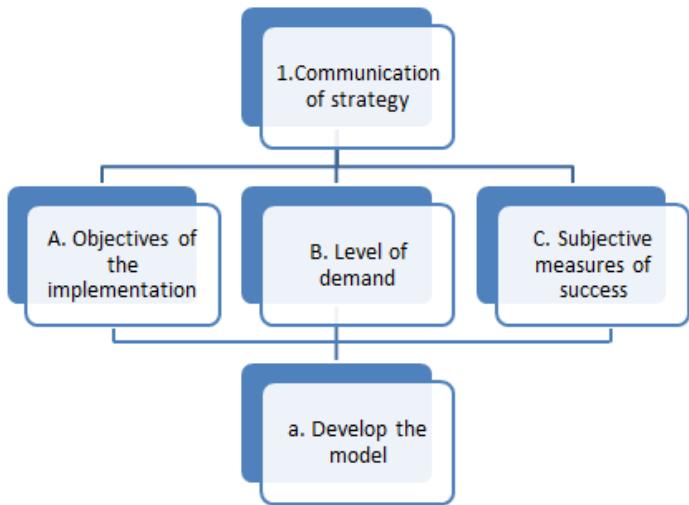 1.Communication
of strategy
A. Objectives of
the
implementation
B. Level of
demand
C. Subjective
measures of
success
a. Develop the
model